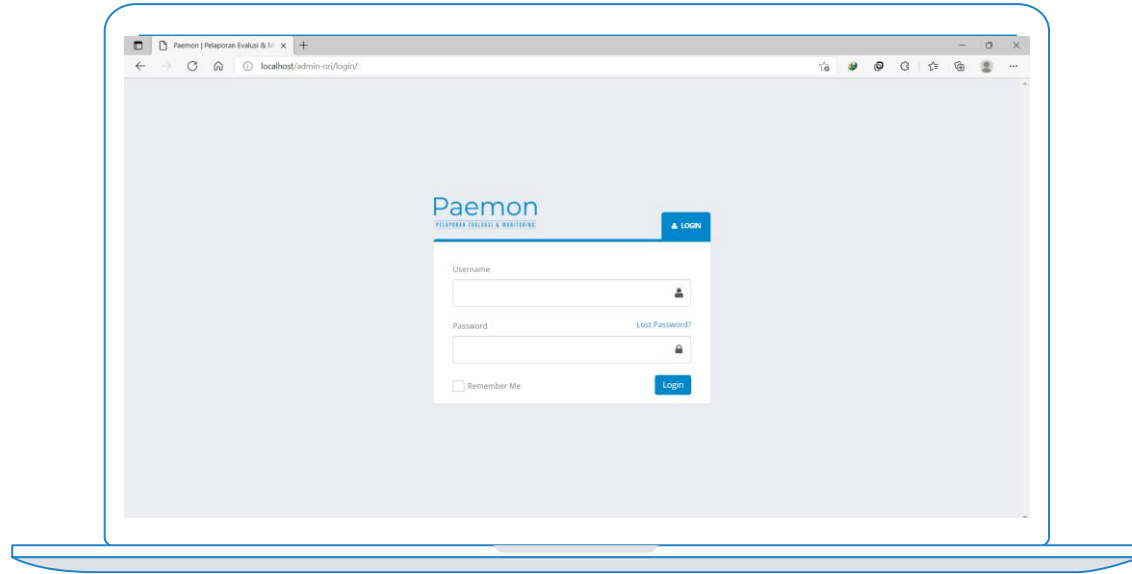 Paemon | Pelaporan Evalusi & M
localhost/admin-ori/login/
Paemon
PELAPORAN EVALUASI & MONITORING
LOGIN
Username
Password
Lost Password?
Remember Me
Login